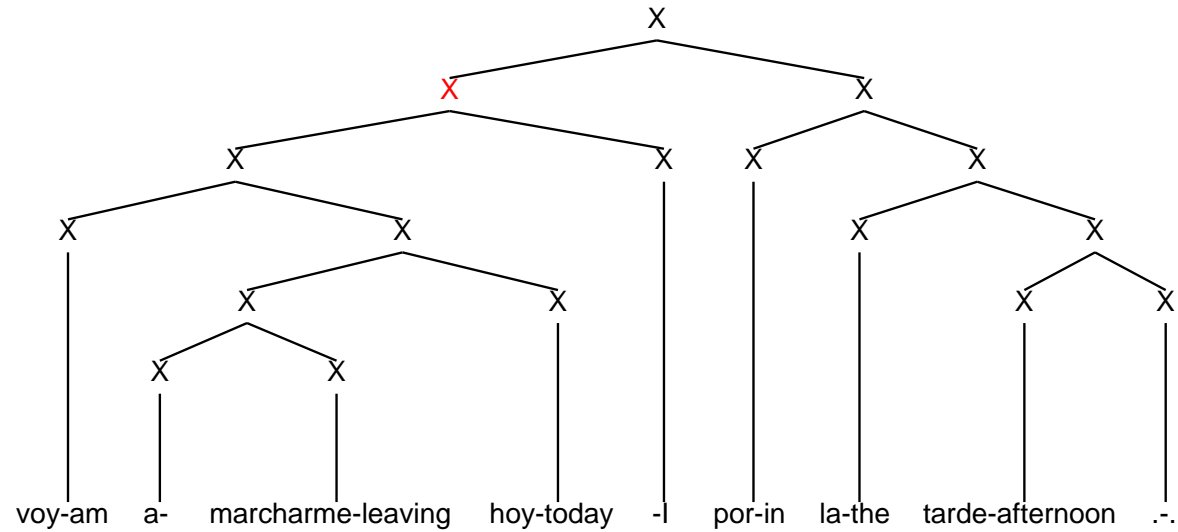 X
X X
X X X X
X X X X
X X X X
X X
voy-am a- marcharme-leaving hoy-today -I por-in la-the tarde-afternoon .-.